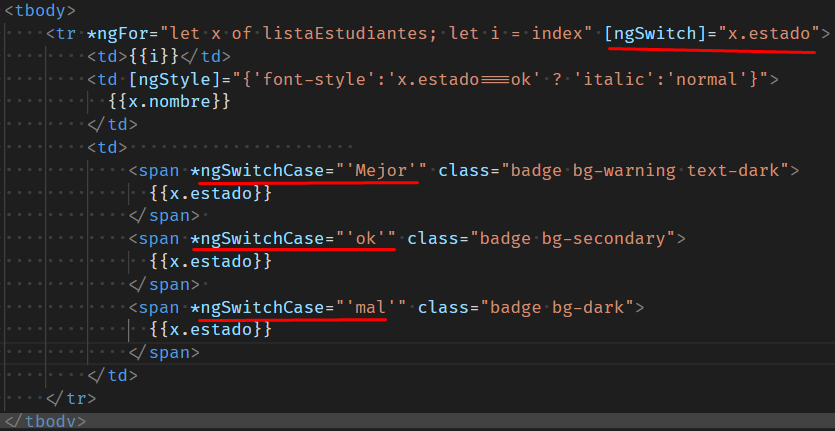 <tbody>
<tr *ngFor="let x of listaEstudiantes; let i = index" [ngSwitch]="x.estado">
<td>{{i}}</td>
<td [ngStyle]="{'font-style':'x.estado===ok' ? 'italic':'normal'}">
{{x.nombre}}
</td>
<td>
<span *ngSwitchCase="'Mejor'" class="badge bg-warning text-dark">
{{x.estado}}
</span>
<span *ngSwitchCase="'ok'" class="badge bg-secondary">
{{x.estado}}
</span>
<span *ngSwitchCase="'mal'" class="badge bg-dark">
{{x.estado}}
</span>
</td>
</tr>
</tbody>